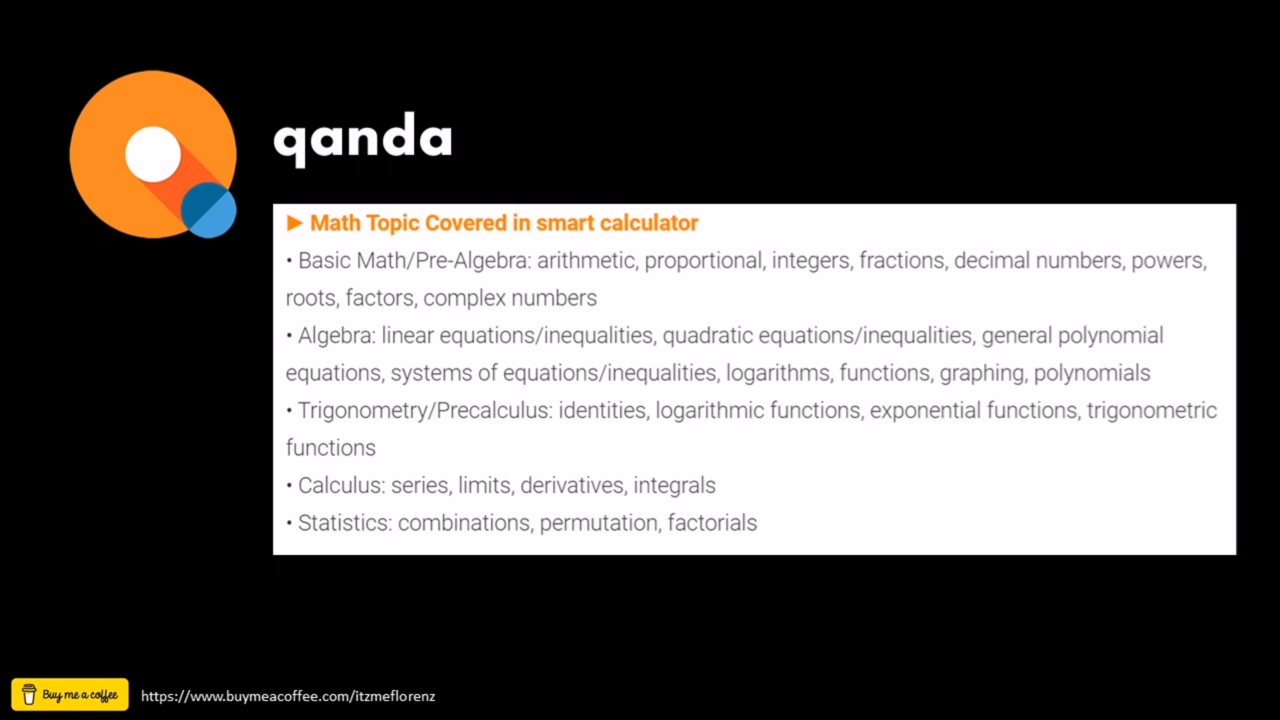 qanda
► Math Topic Covered in smart calculator
• Basic Math/Pre-Algebra: arithmetic, proportional, integers, fractions, decimal numbers, powers,
roots, factors, complex numbers
• Algebra: linear equations/inequalities, quadratic equations/inequalities, general polynomial
equations, systems of equations/inequalities, logarithms, functions, graphing, polynomials
• Trigonometry/Precalculus: identities, logarithmic functions, exponential functions, trigonometric
functions
• Calculus: series, limits, derivatives, integrals
• Statistics: combinations, permutation, factorials
Buy me a coffee https://www.buymeacoffee.com/itzmeflorenz